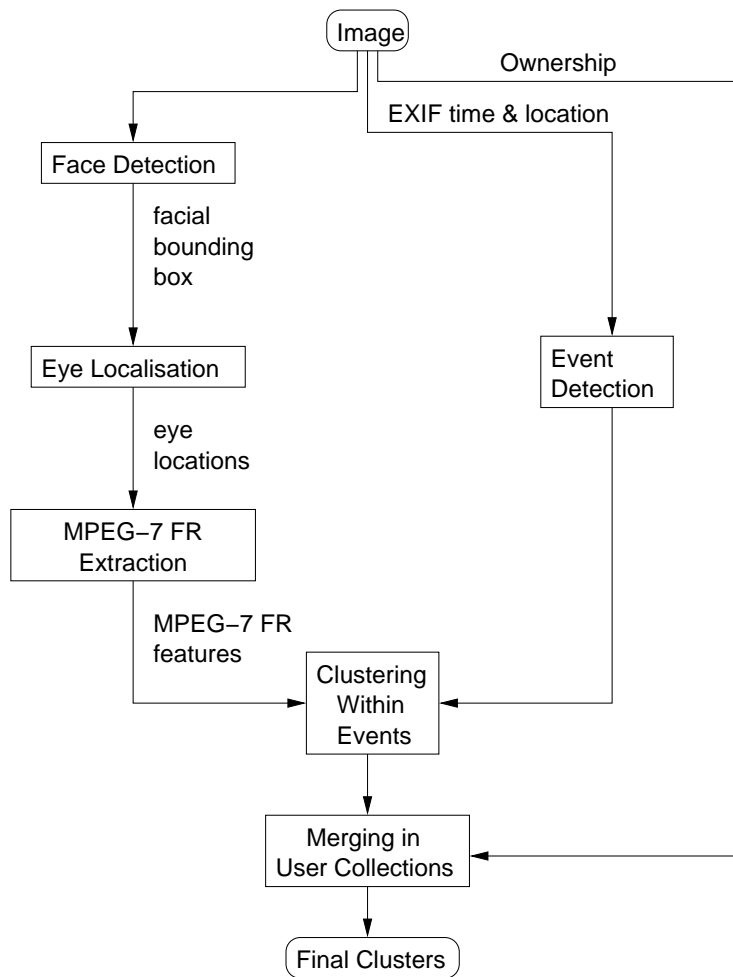 Image
Ownership
EXIF time & location
Face Detection
facial
bounding
box
Eye Localisation
Event
Detection
eye
locations
MPEG−7 FR
Extraction
MPEG−7 FR
features
Clustering
Within
Events
Merging in
User Collections
Final Clusters